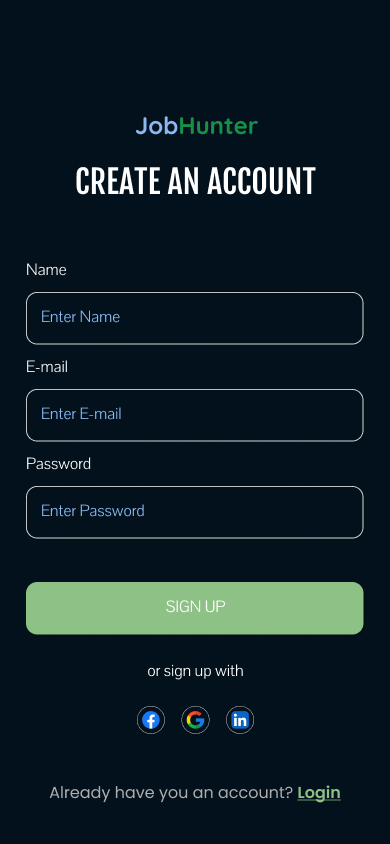 JobHunter
CREATE AN ACCOUNT
Name
Enter Name
E-mail
Enter E-mail
Password
Enter Password
SIGN UP
or sign up with
Already have you an account? Login